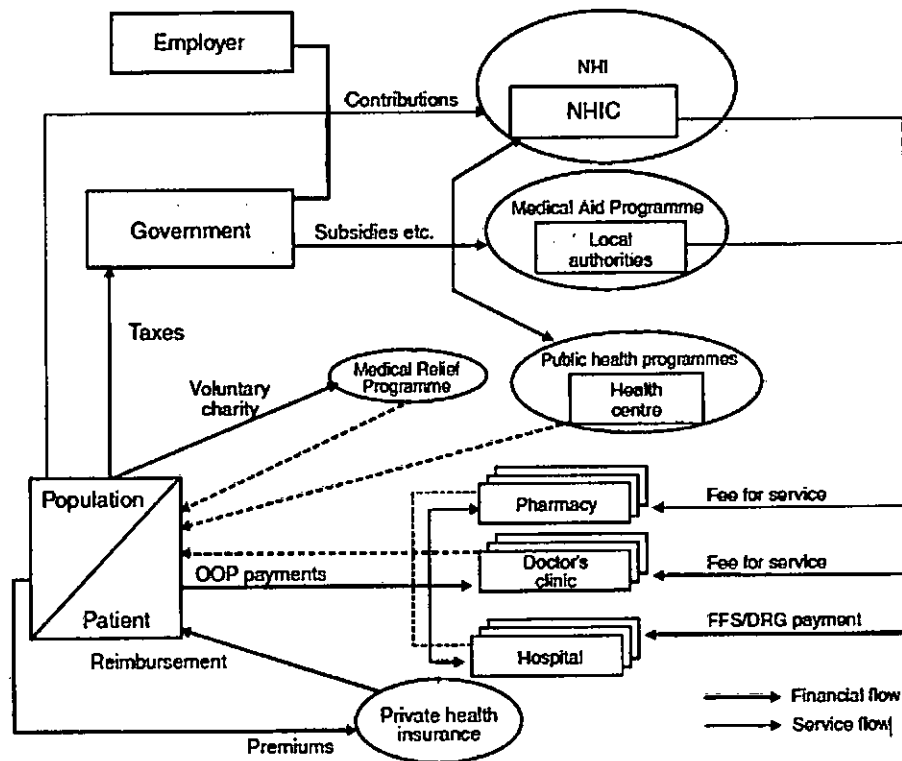 Employer
NHI
NHIC
Contributions
Government
Subsidies etc.
Medical Aid Programme
Local
authorities
Taxes
Voluntary
charity
Medical Relief
Programme
Public health programmes
Health
centre
Population
Patient
Pharmacy
Fee for service
Doctor's
clinic
Fee for service
OOP payments
FFS/DRG payment
Hospital
Reimbursement
Private health
insurance
Premiums
Financial flow
Service flow